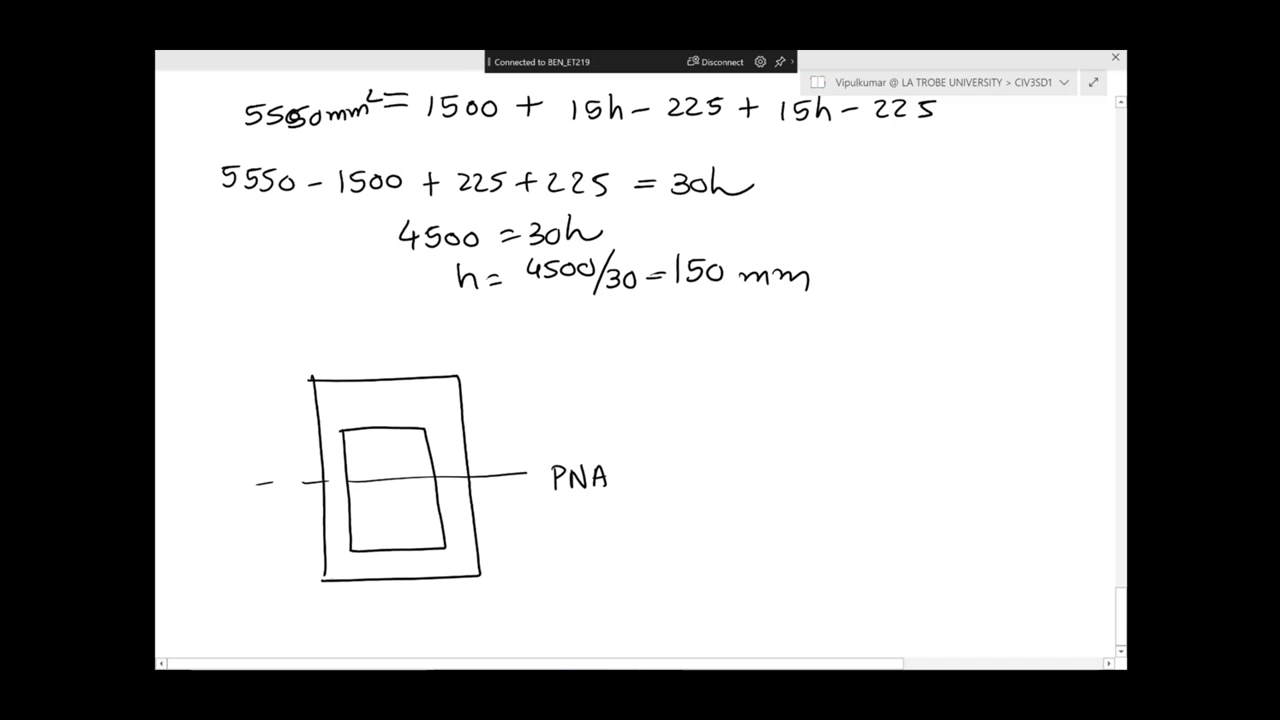 Connected to BEN_ET219 Disconnect
Vipulkumar @ LA TROBE UNIVERSITY > CIV3SD1
5550mm²= 1500 + 15h - 225 + 15h - 225
5550 - 1500 + 225 + 225 = 30h
4500 = 30h
h = 4500/30 = 150 mm
PNA